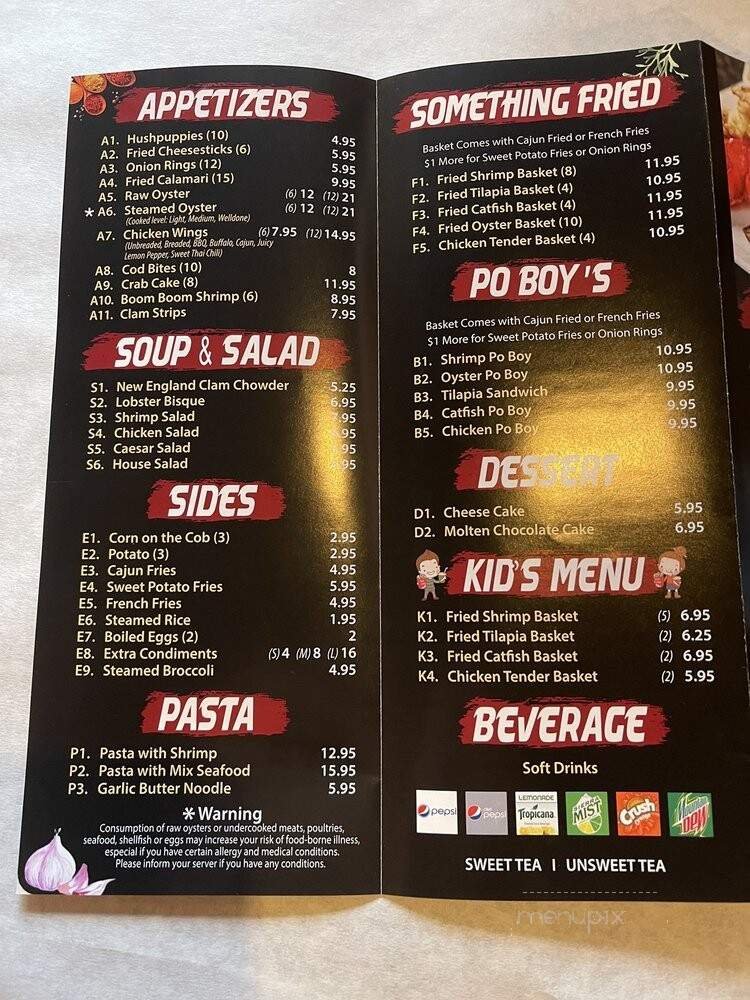 APPETIZERS
A1. Hushpuppies (10) 4.95
A2. Fried Cheesesticks (6) 5.95
A3. Onion Rings (12) 5.95
A4. Fried Calamari (15) 9.95
A5. Raw Oyster (6) 12 (12) 21
* A6. Steamed Oyster (6) 12 (12) 21
(Cooked level: Light, Medium, Welldone)
A7. Chicken Wings (6) 7.95 (12) 14.95
(Unbreaded, Breaded, BBQ, Buffalo, Cajun, Juicy
Lemon Pepper, Sweet Thai Chili)
A8. Cod Bites (10) 8
A9. Crab Cake (8) 11.95
A10. Boom Boom Shrimp (6) 8.95
A11. Clam Strips 7.95
SOUP & SALAD
S1. New England Clam Chowder 5.25
S2. Lobster Bisque 6.95
S3. Shrimp Salad
S4. Chicken Salad
S5. Caesar Salad
S6. House Salad
SIDES
E1. Corn on the Cob (3) 2.95
E2. Potato (3) 2.95
E3. Cajun Fries 4.95
E4. Sweet Potato Fries 5.95
E5. French Fries 4.95
E6. Steamed Rice 1.95
E7. Boiled Eggs (2) 2
E8. Extra Condiments (S) 4 (M) 8 (L) 16
E9. Steamed Broccoli 4.95
PASTA
P1. Pasta with Shrimp 12.95
P2. Pasta with Mix Seafood 15.95
P3. Garlic Butter Noodle 5.95
* Warning
Consumption of raw oysters or undercooked meats, poultries,
seafood, shellfish or eggs may increase your risk of food-borne illness,
especial if you have certain allergy and medical conditions.
Please inform your server if you have any conditions.
SOMETHING FRIED
Basket Comes with Cajun Fried or French Fries
$1 More for Sweet Potato Fries or Onion Rings
F1. Fried Shrimp Basket (8) 11.95
F2. Fried Tilapia Basket (4) 10.95
F3. Fried Catfish Basket (4) 11.95
F4. Fried Oyster Basket (10) 11.95
F5. Chicken Tender Basket (4) 10.95
PO BOY'S
Basket Comes with Cajun Fried or French Fries
$1 More for Sweet Potato Fries or Onion Rings
B1. Shrimp Po Boy 10.95
B2. Oyster Po Boy 10.95
B3. Tilapia Sandwich 9.95
B4. Catfish Po Boy 9.95
B5. Chicken Po Boy 9.95
DESSERT
D1. Cheese Cake 5.95
D2. Molten Chocolate Cake 6.95
KID'S MENU
K1. Fried Shrimp Basket (5) 6.95
K2. Fried Tilapia Basket (2) 6.25
K3. Fried Catfish Basket (2) 6.95
K4. Chicken Tender Basket (2) 5.95
BEVERAGE
Soft Drinks
pepsi diet pepsi LEMONADE Tropicana SIERRA MIST Crush Mountain DEW
SWEET TEA I UNSWEET TEA
menupix